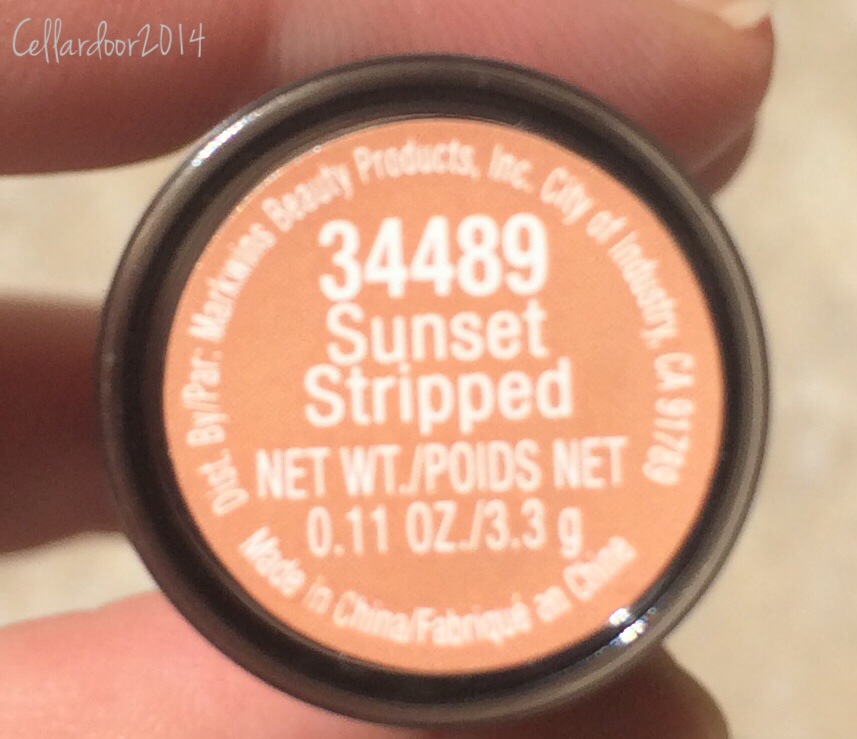 Cellardoor2014
Dist. By/Par: Markwins Beauty Products, Inc. City of Industry, CA 91789
34489
Sunset
Stripped
NET WT./POIDS NET
0.11 OZ./3.3 g
Made in China/Fabriqué an Chine